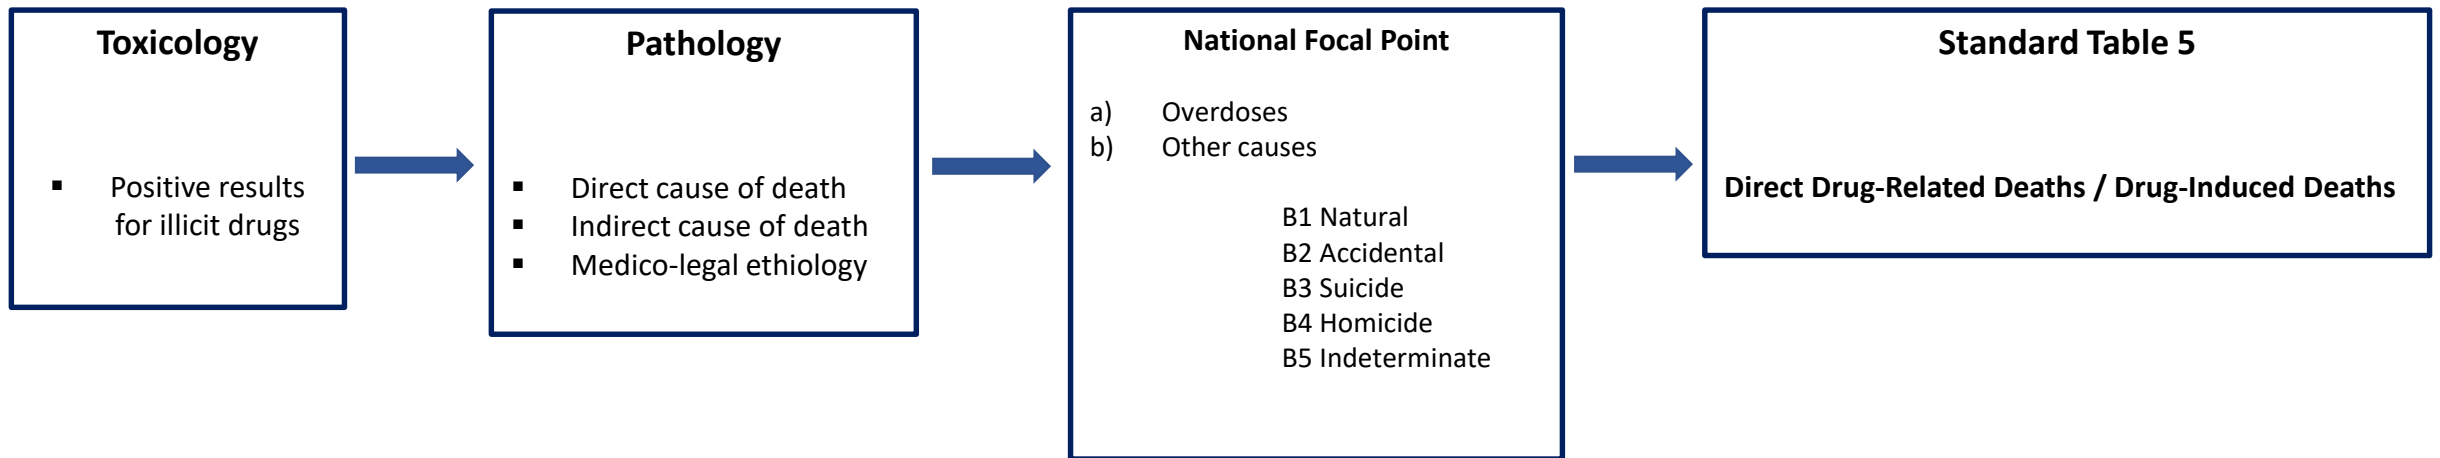 Toxicology
▪ Positive results
for illicit drugs
Pathology
▪ Direct cause of death
▪ Indirect cause of death
▪ Medico-legal ethiology
National Focal Point
a) Overdoses
b) Other causes
B1 Natural
B2 Accidental
B3 Suicide
B4 Homicide
B5 Indeterminate
Standard Table 5
Direct Drug-Related Deaths / Drug-Induced Deaths